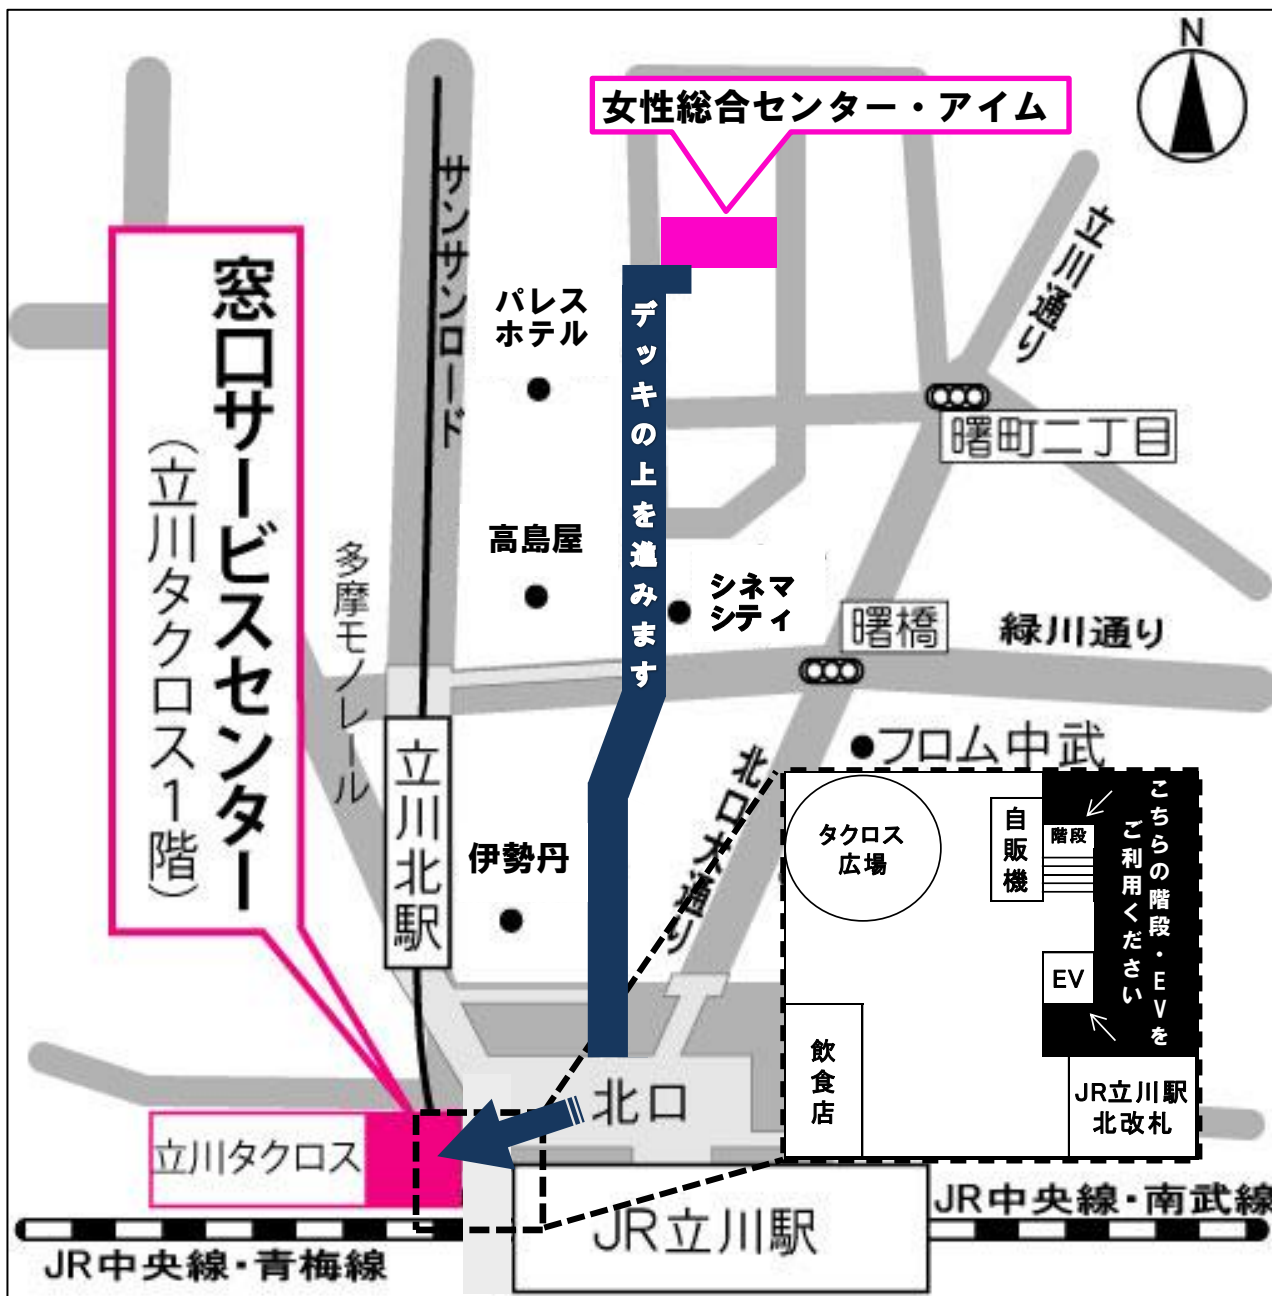 N
女性総合センター・アイム
サンサンロード
立川通り
窓口サービスセンター
(立川タクロス1階)
パレス
ホテル
デッキの上を進みます
曙町二丁目
高島屋
多摩モノレール
シネマ
シティ
曙橋
緑川通り
立川北駅
フロム中武
北口大通り
伊勢丹
タクロス
広場
自販機
階段
こちらの階段・EVを
ご利用ください
EV
飲食店
JR立川駅
北改札
北口
立川タクロス
JR立川駅
JR中央線・南武線
JR中央線・青梅線